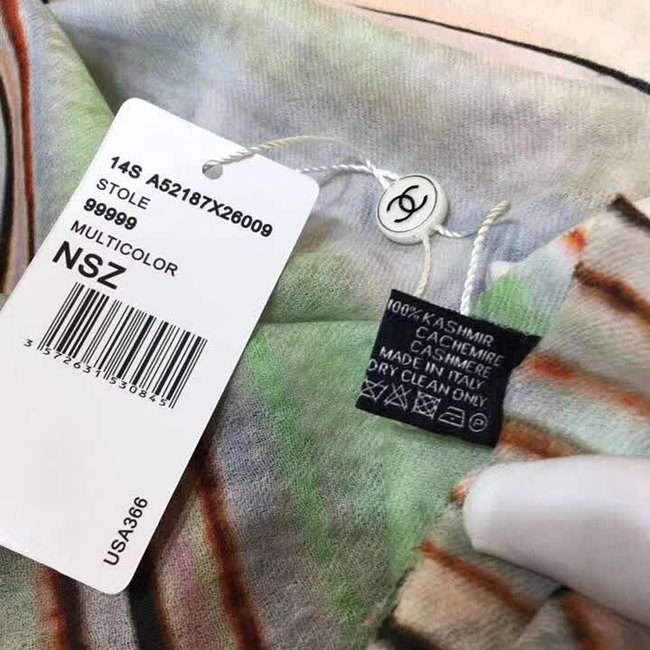 14S A52187X26009
STOLE
99999
MULTICOLOR
NSZ
3 572631 530845
USA366
100% KASHMIR
CACHEMIRE
CASHMERE
MADE IN ITALY
DRY CLEAN ONLY
P